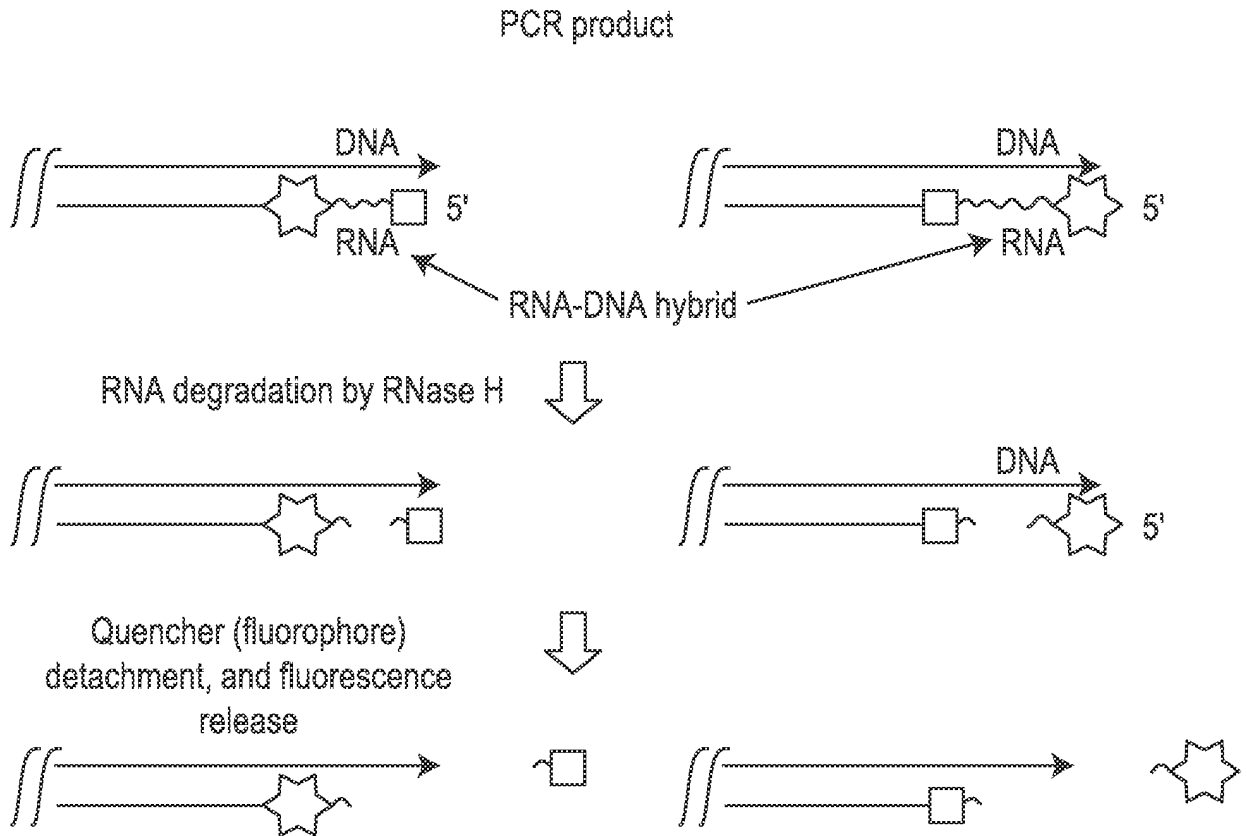 PCR product
DNA
DNA
5'
5'
RNA
RNA
RNA-DNA hybrid
RNA degradation by RNase H
DNA
5'
Quencher (fluorophore)
detachment, and fluorescence
release